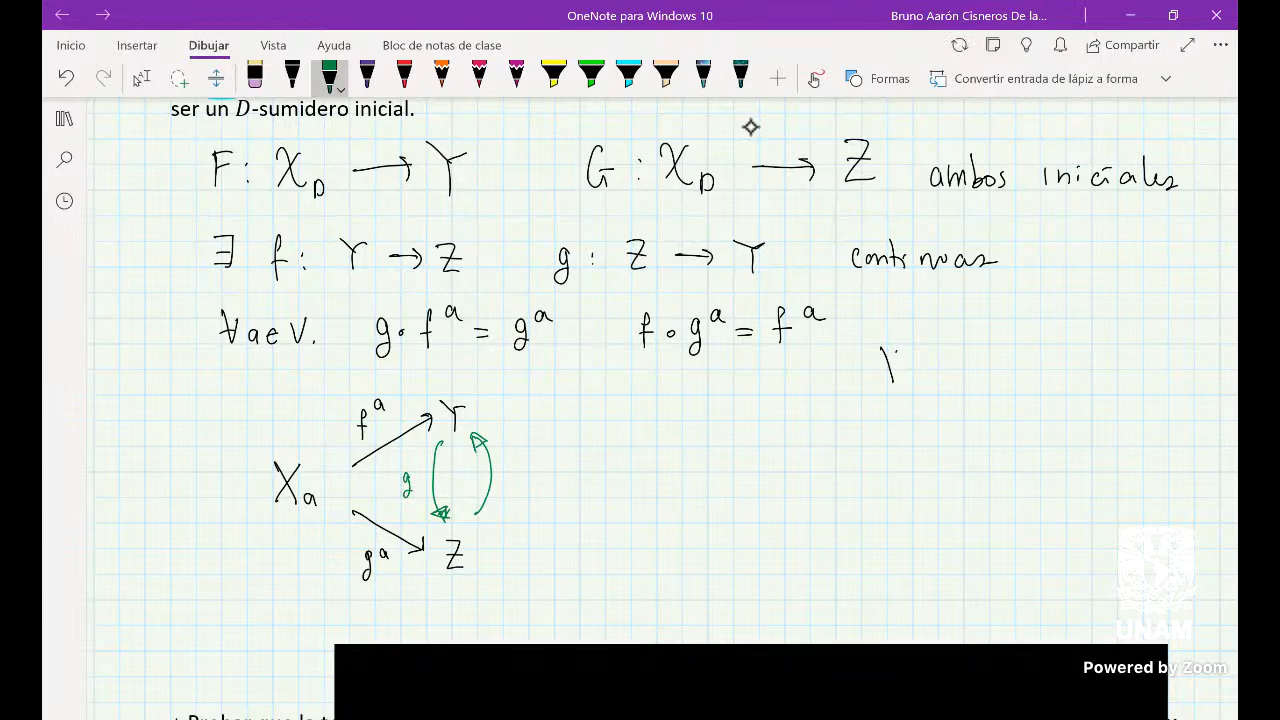 OneNote para Windows 10 Bruno Aarón Cisneros De la...
Inicio Insertar Dibujar Vista Ayuda Bloc de notas de clase Compartir
Formas Convertir entrada de lápiz a forma
ser un D-sumidero inicial.
F : X_D → Y G : X_D → Z ambos iniciales
∃ f : Y → Z g : Z → Y continuas
∀ a ∈ V. g ∘ f^a = g^a f ∘ g^a = f^a
f^a Y
X_a g
g^a Z
UNAM
Powered by Zoom